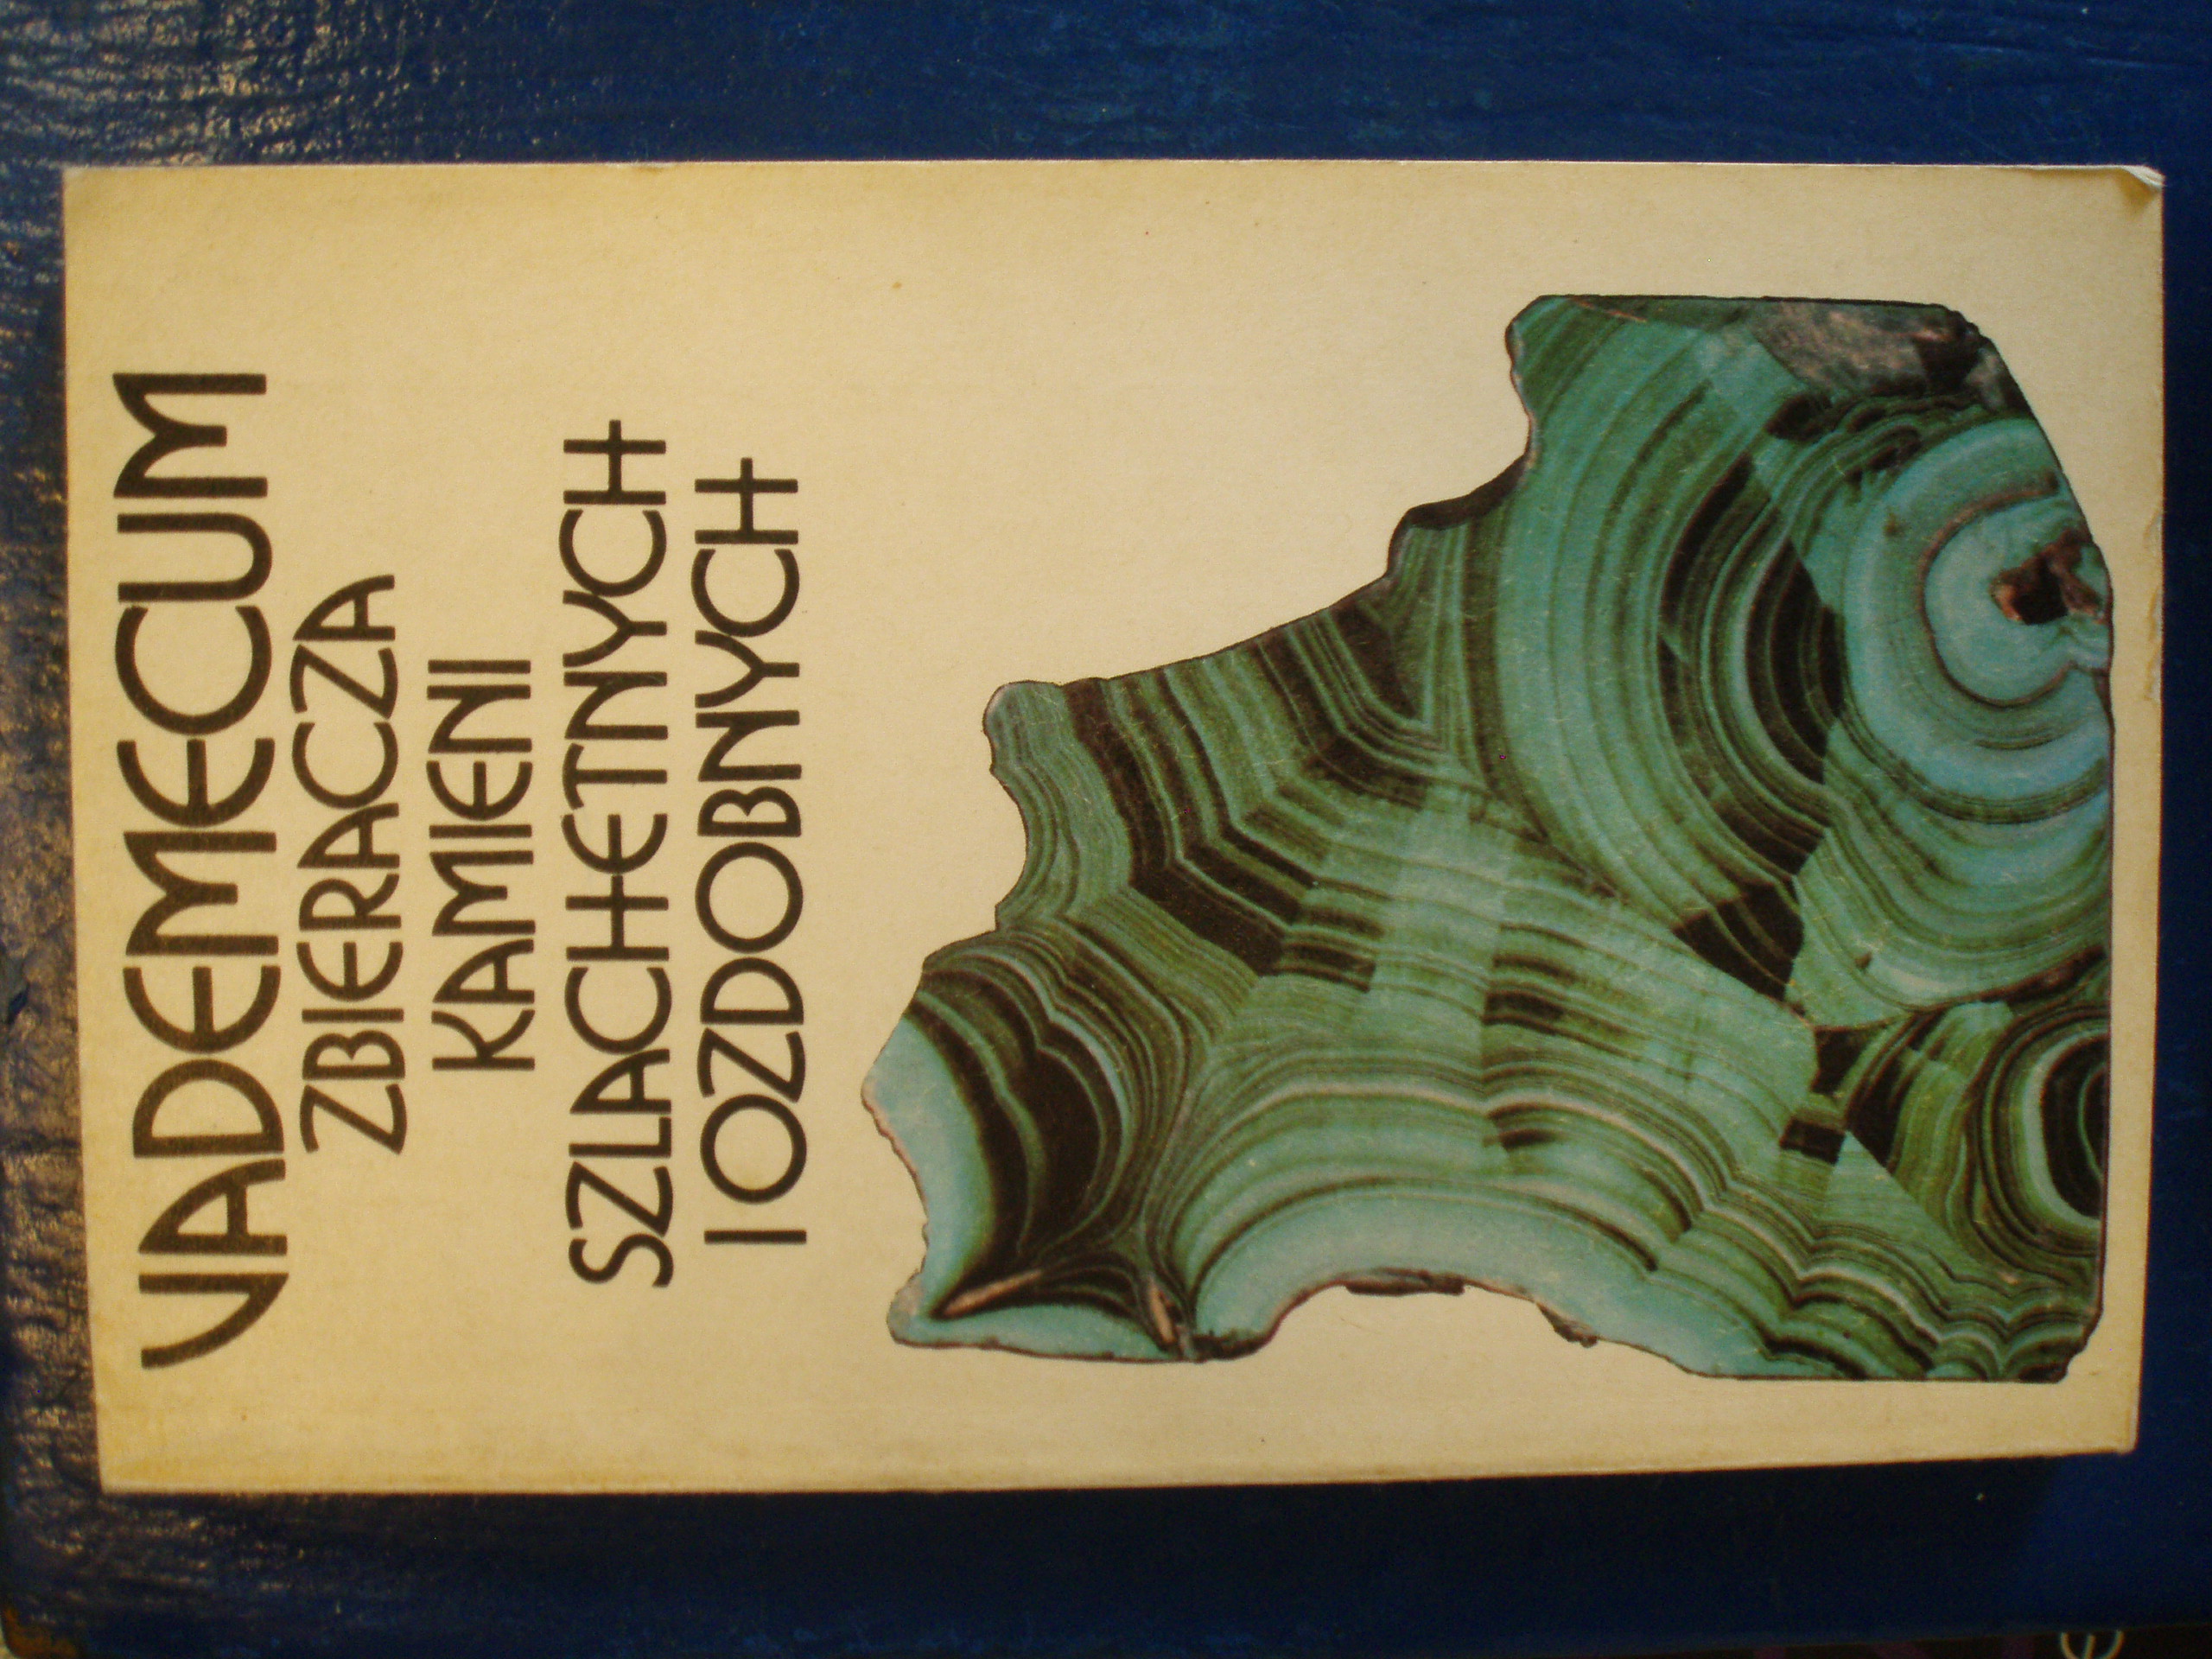 VADEMECUM
ZBIERACZA
KAMIENI
SZLACHETNYCH
I OZDOBNYCH